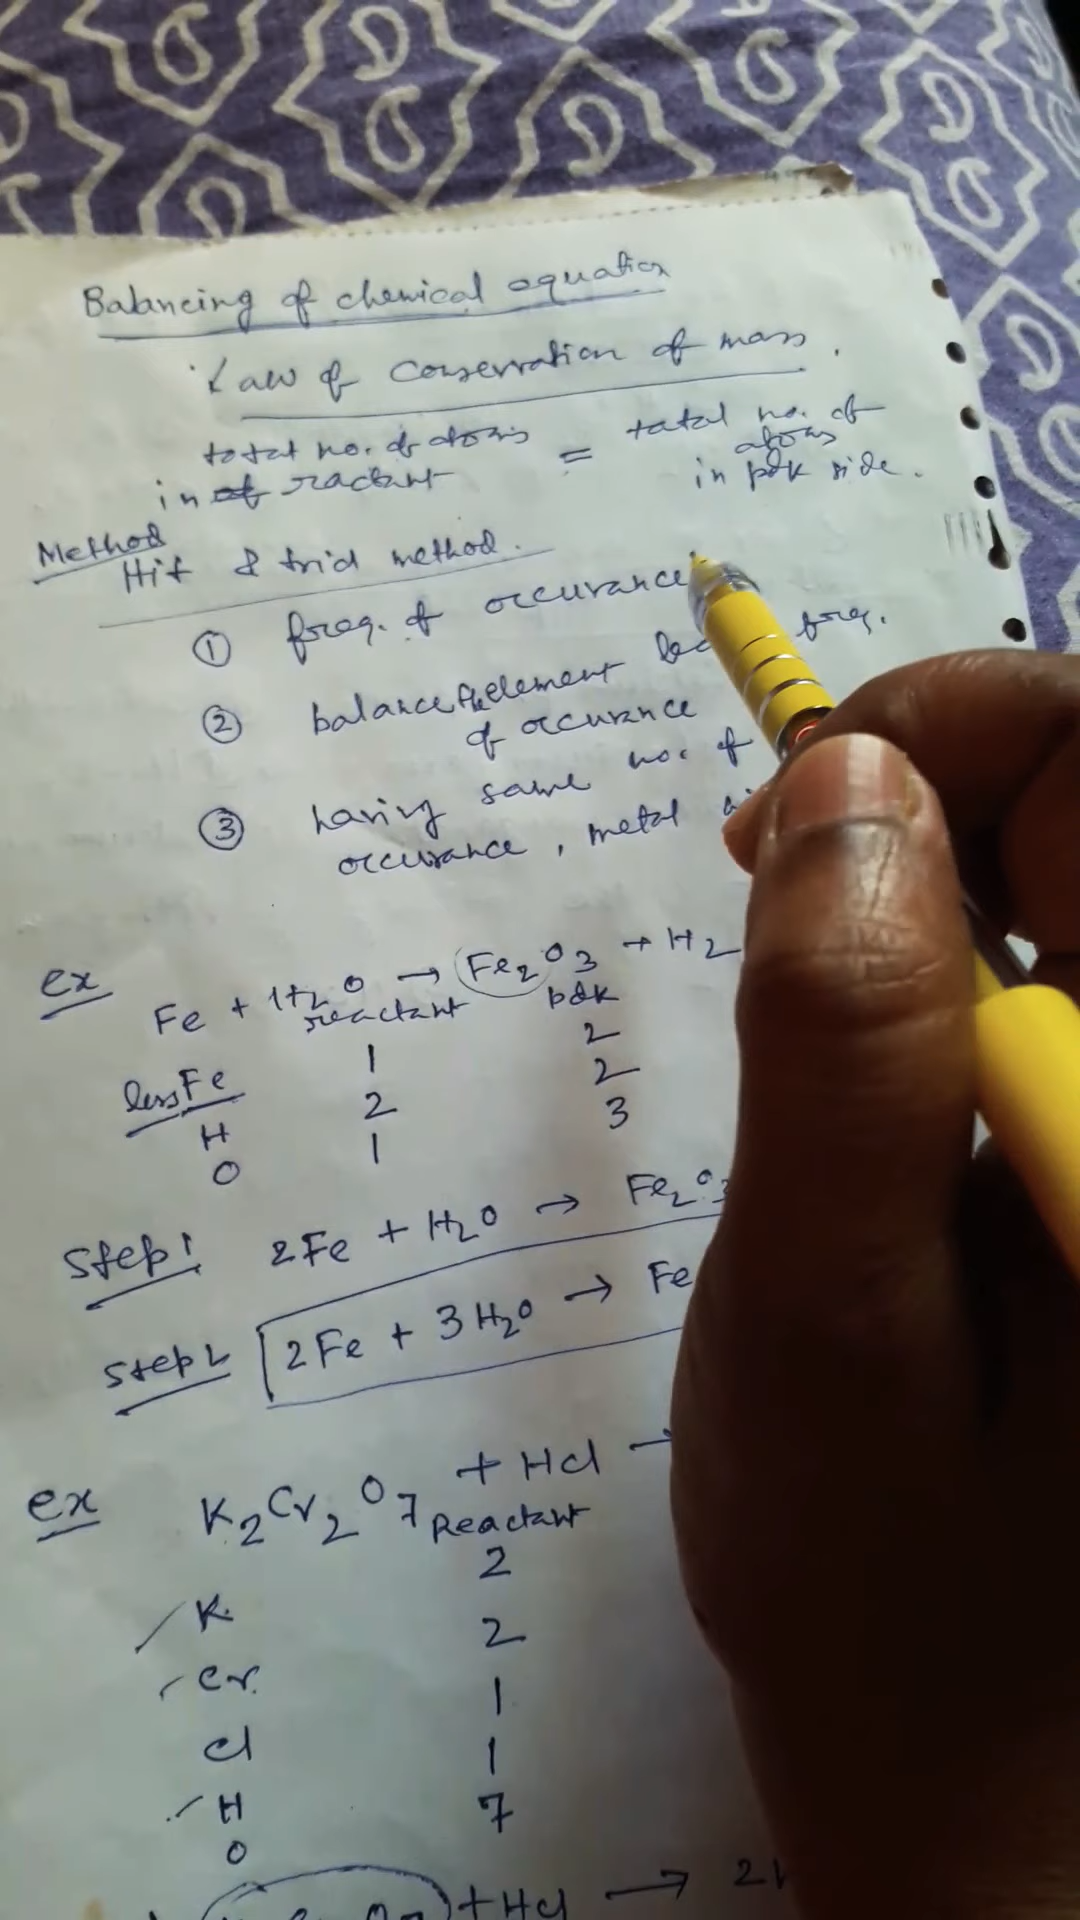 Balancing of chemical equation
Law of conservation of mass.
total no. of atoms = total no. of atoms
in reactant in pdk side.
Method
Hit & trial method.
① freq. of occurance
② balance the element freq.
of occurance
③ having same no. of
occurance, metal
ex
Fe + H2O → Fe2O3 + H2
reactant pdk
less Fe 1 2
H 2 2
O 1 3
Step 1 2Fe + H2O → Fe2O3
Step 2 2Fe + 3H2O → Fe
ex K2Cr2O7 + HCl →
Reactant
K. 2
Cr. 2
Cl 1
H 1
O 7
+ HCl → 2